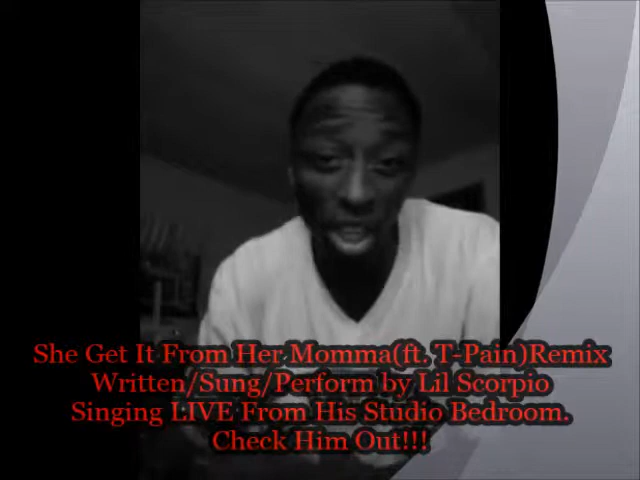 She Get It From Her Momma(ft. T-Pain)Remix
Written/Sung/Perform by Lil Scorpio
Singing LIVE From His Studio Bedroom.
Check Him Out!!!